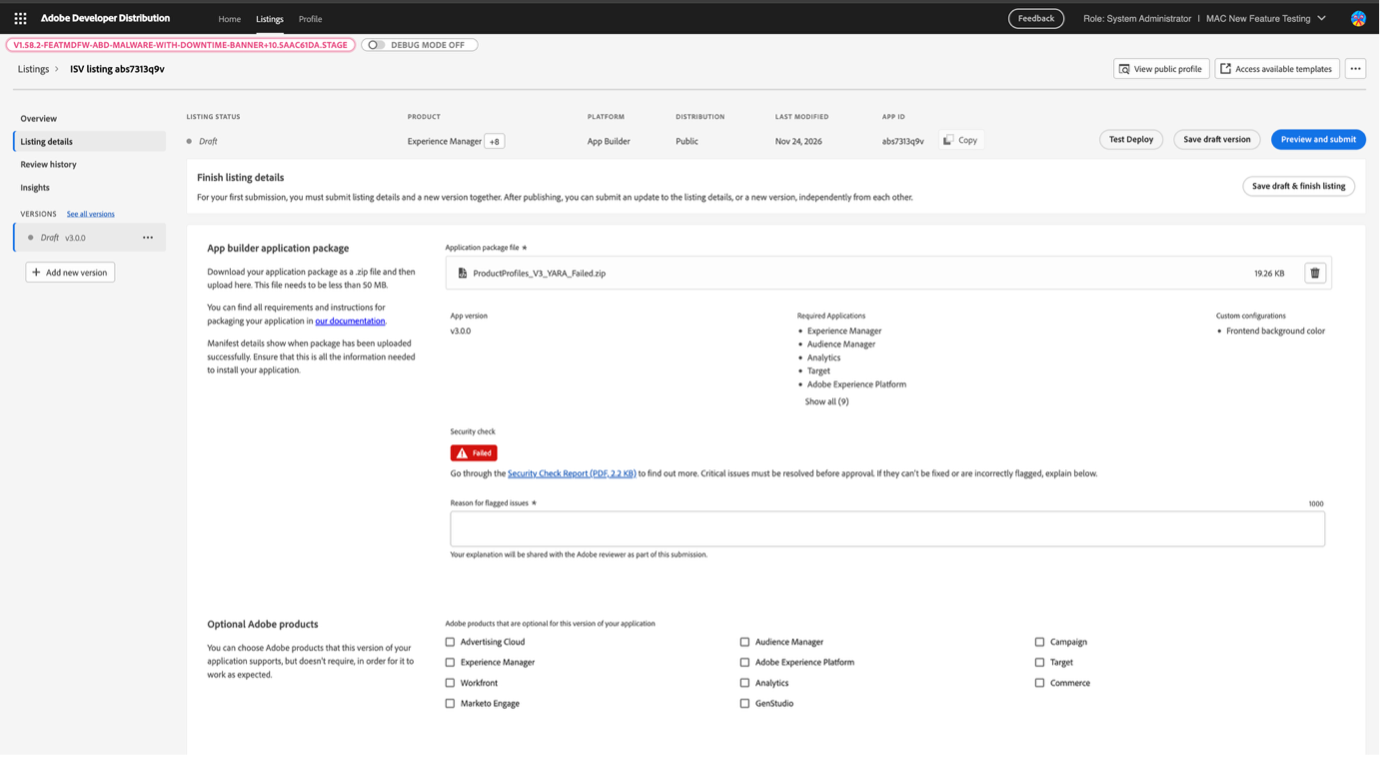 Adobe Developer Distribution Home Listings Profile Feedback Role: System Administrator | MAC New Feature Testing
V1.58.2-FEATMDFW-ABD-MALWARE-WITH-DOWNTIME-BANNER+10.5AAC61DA.STAGE DEBUG MODE OFF
Listings > ISV listing abs7313q9v View public profile Access available templates ...
Overview
Listing details
Review history
Insights
VERSIONS See all versions
Draft v3.0.0 ...
+ Add new version
LISTING STATUS PRODUCT PLATFORM DISTRIBUTION LAST MODIFIED APP ID
Draft Experience Manager +8 App Builder Public Nov 24, 2026 abs7313q9v Copy Test Deploy Save draft version Preview and submit
Finish listing details
For your first submission, you must submit listing details and a new version together. After publishing, you can submit an update to the listing details, or a new version, independently from each other.
Save draft & finish listing
App builder application package
Download your application package as a .zip file and then
upload here. This file needs to be less than 50 MB.
You can find all requirements and instructions for
packaging your application in our documentation.
Manifest details show when package has been uploaded
successfully. Ensure that this is all the information needed
to install your application.
Application package file *
ProductProfiles_V3_YARA_Failed.zip 19.26 KB
App version
v3.0.0
Required Applications
• Experience Manager
• Audience Manager
• Analytics
• Target
• Adobe Experience Platform
Show all (9)
Custom configurations
• Frontend background color
Security check
Failed
Go through the Security Check Report (PDF, 2.2 KB) to find out more. Critical issues must be resolved before approval. If they can't be fixed or are incorrectly flagged, explain below.
Reason for flagged issues * 1000
Your explanation will be shared with the Adobe reviewer as part of this submission.
Optional Adobe products
You can choose Adobe products that this version of your
application supports, but doesn't require, in order for it to
work as expected.
Adobe products that are optional for this version of your application
Advertising Cloud Audience Manager Campaign
Experience Manager Adobe Experience Platform Target
Workfront Analytics Commerce
Marketo Engage GenStudio